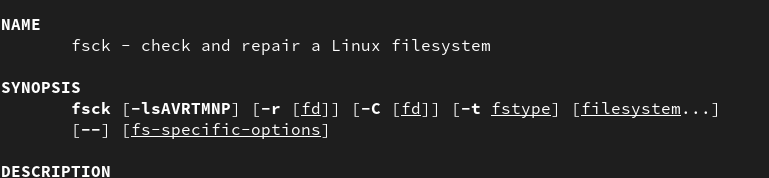 NAME
fsck - check and repair a Linux filesystem
SYNOPSIS
fsck [-lsAVRTMNP] [-r [fd]] [-C [fd]] [-t fstype] [filesystem...]
[--] [fs-specific-options]
DESCRIPTION